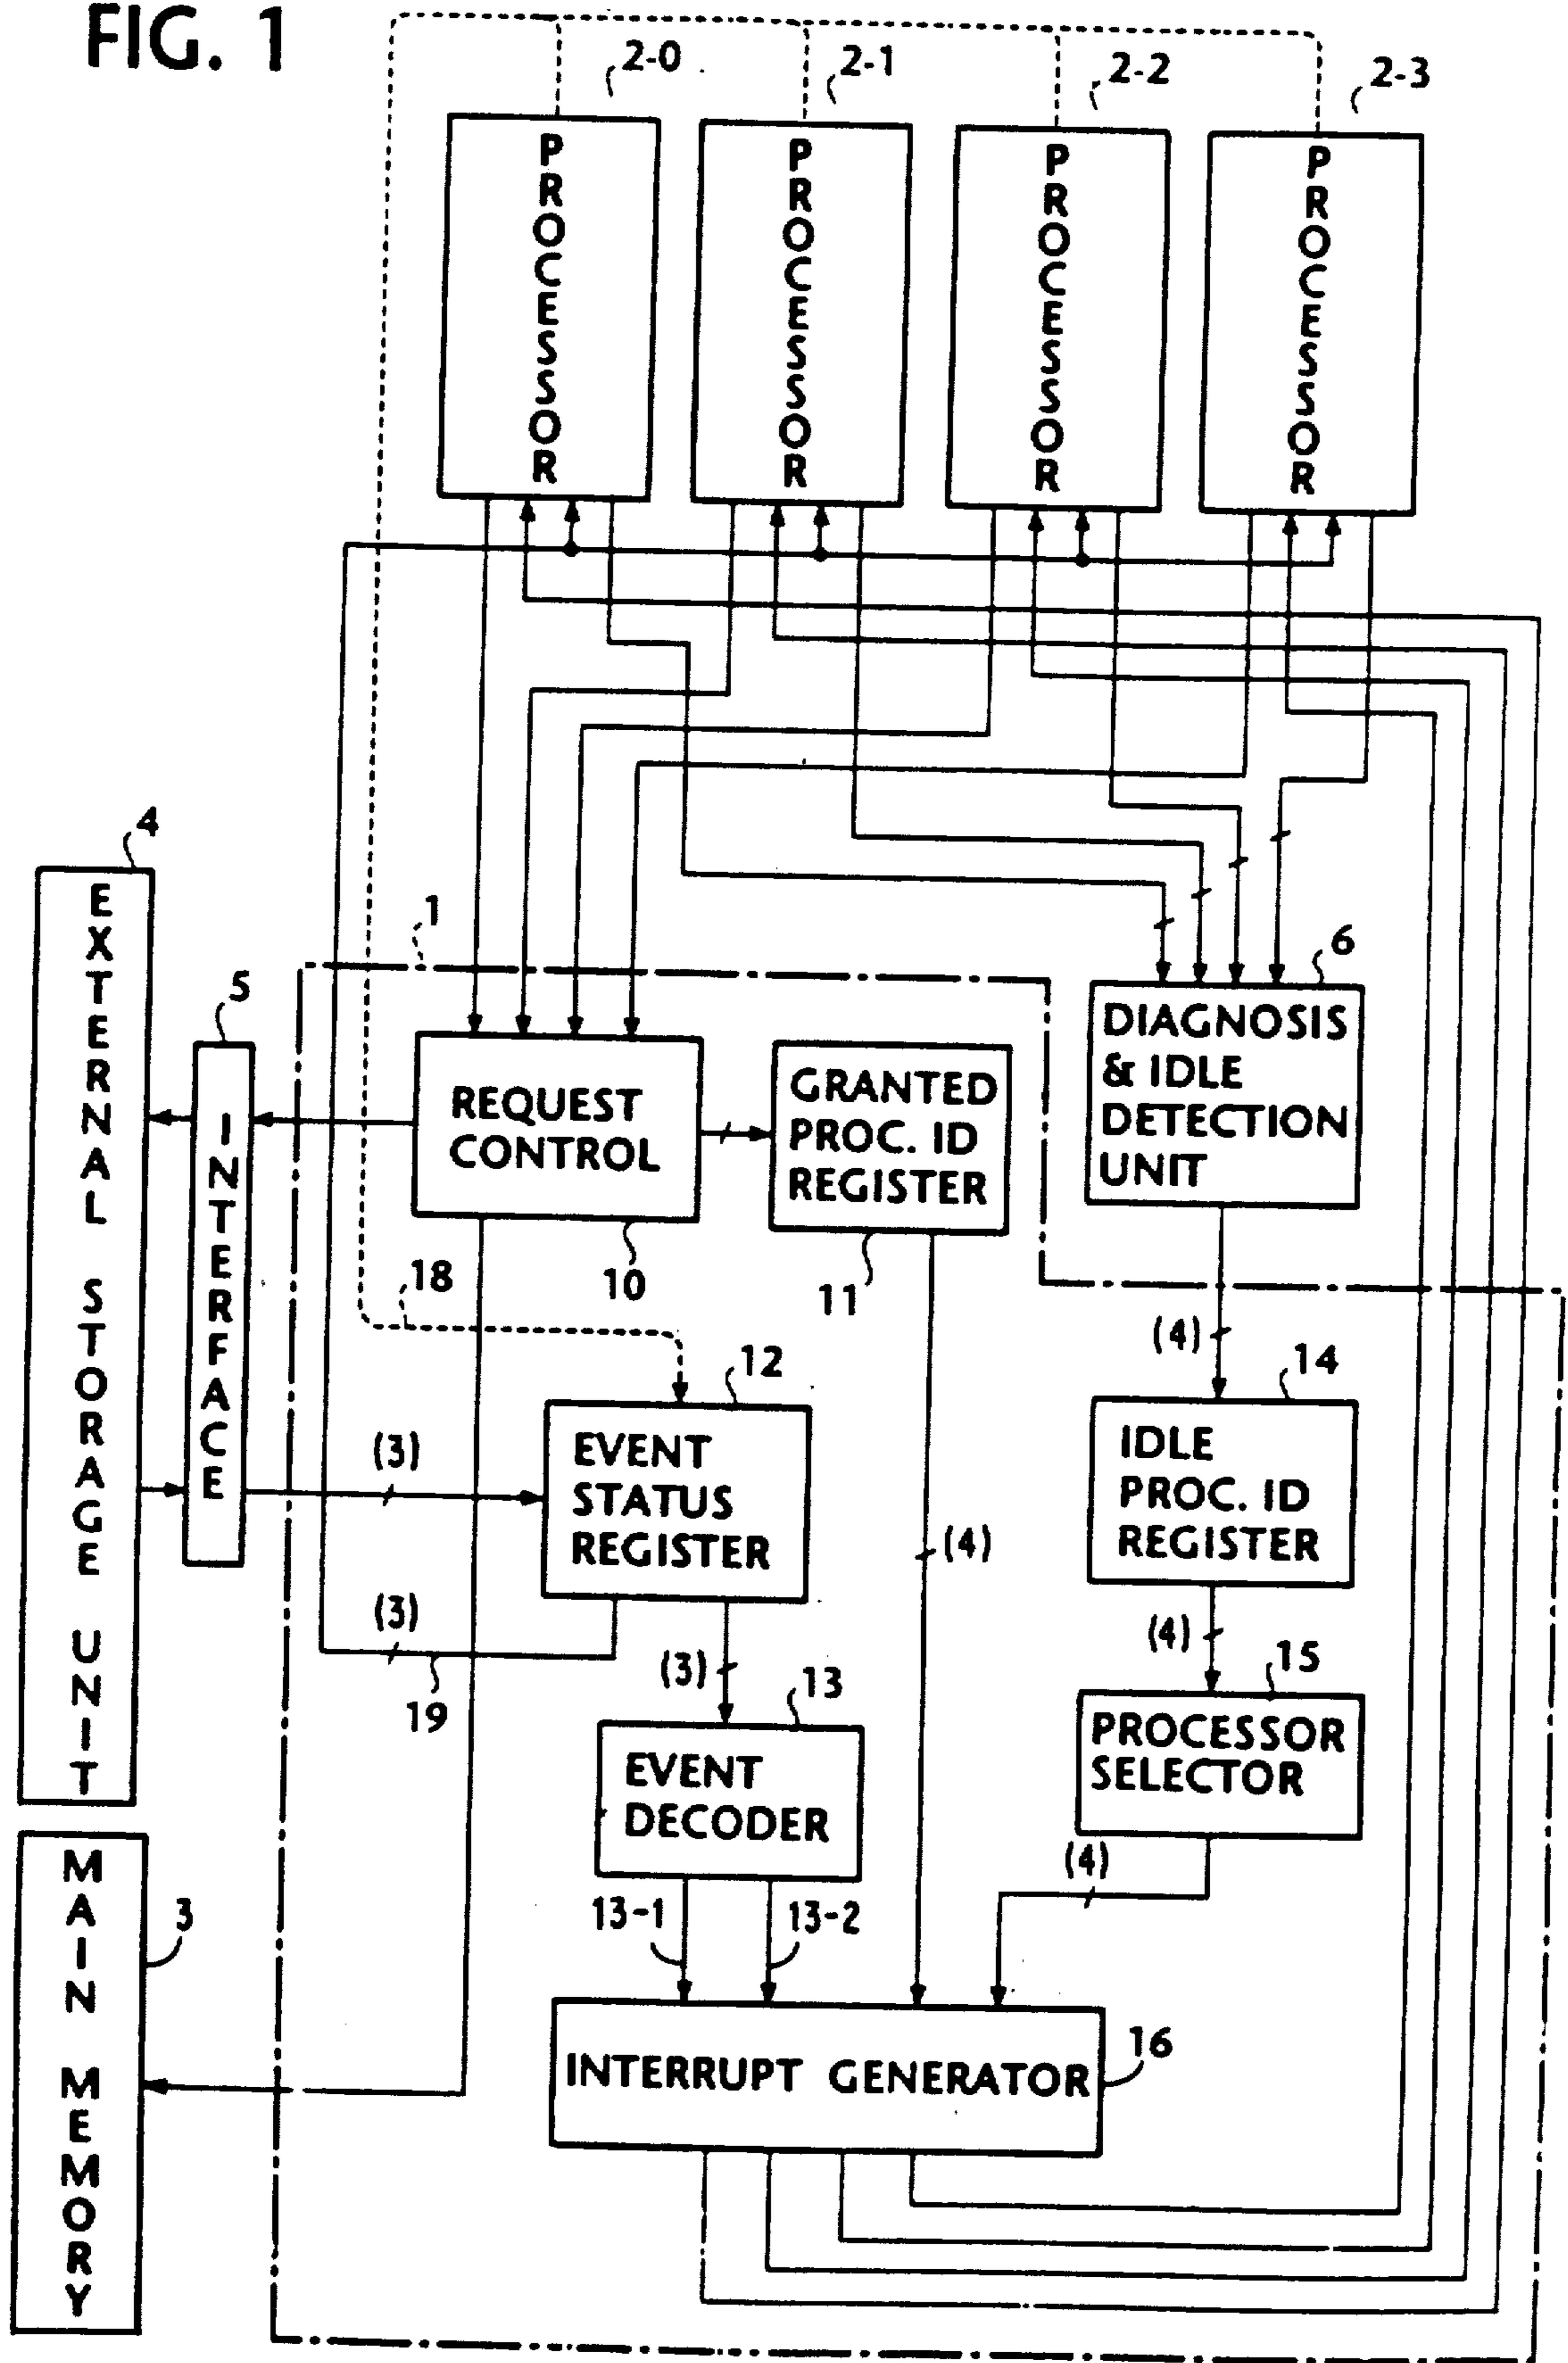 FIG. 1
2-0
2-1
2-2
2-3
PROCESSOR
PROCESSOR
PROCESSOR
PROCESSOR
4
EXTERNAL STORAGE UNIT
5
INTERFACE
1
6
DIAGNOSIS
& IDLE
DETECTION
UNIT
REQUEST
CONTROL
10
GRANTED
PROC. ID
REGISTER
11
18
(4)
12
14
(3)
EVENT
STATUS
REGISTER
IDLE
PROC. ID
REGISTER
(4)
(3)
19
(3)
(4)
13
15
EVENT
DECODER
PROCESSOR
SELECTOR
(4)
13-1
13-2
MAIN MEMORY
3
INTERRUPT GENERATOR
16